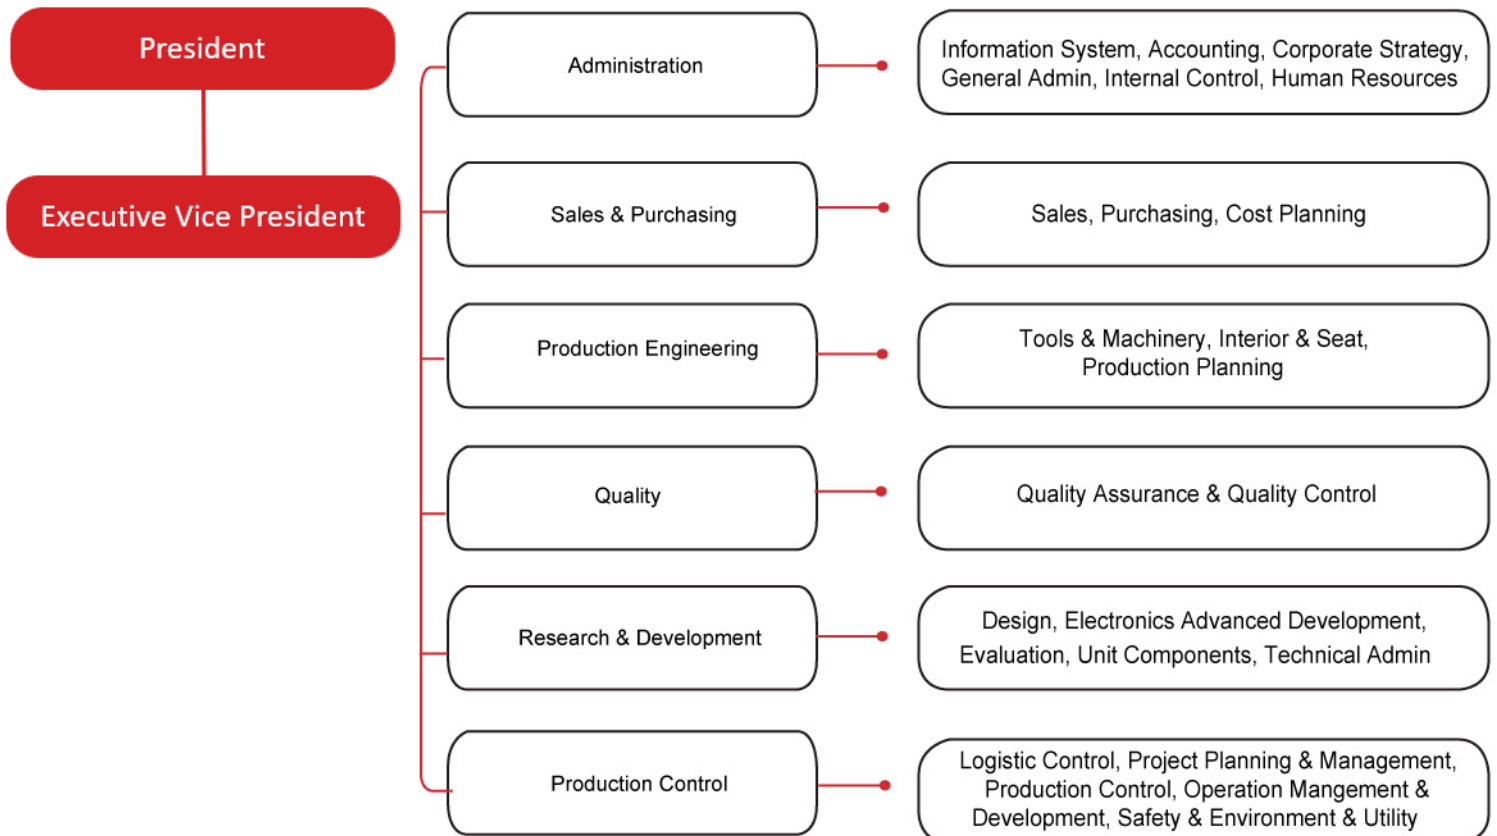 President
Executive Vice President
Administration
Information System, Accounting, Corporate Strategy,
General Admin, Internal Control, Human Resources
Sales & Purchasing
Sales, Purchasing, Cost Planning
Production Engineering
Tools & Machinery, Interior & Seat,
Production Planning
Quality
Quality Assurance & Quality Control
Research & Development
Design, Electronics Advanced Development,
Evaluation, Unit Components, Technical Admin
Production Control
Logistic Control, Project Planning & Management,
Production Control, Operation Mangement &
Development, Safety & Environment & Utility